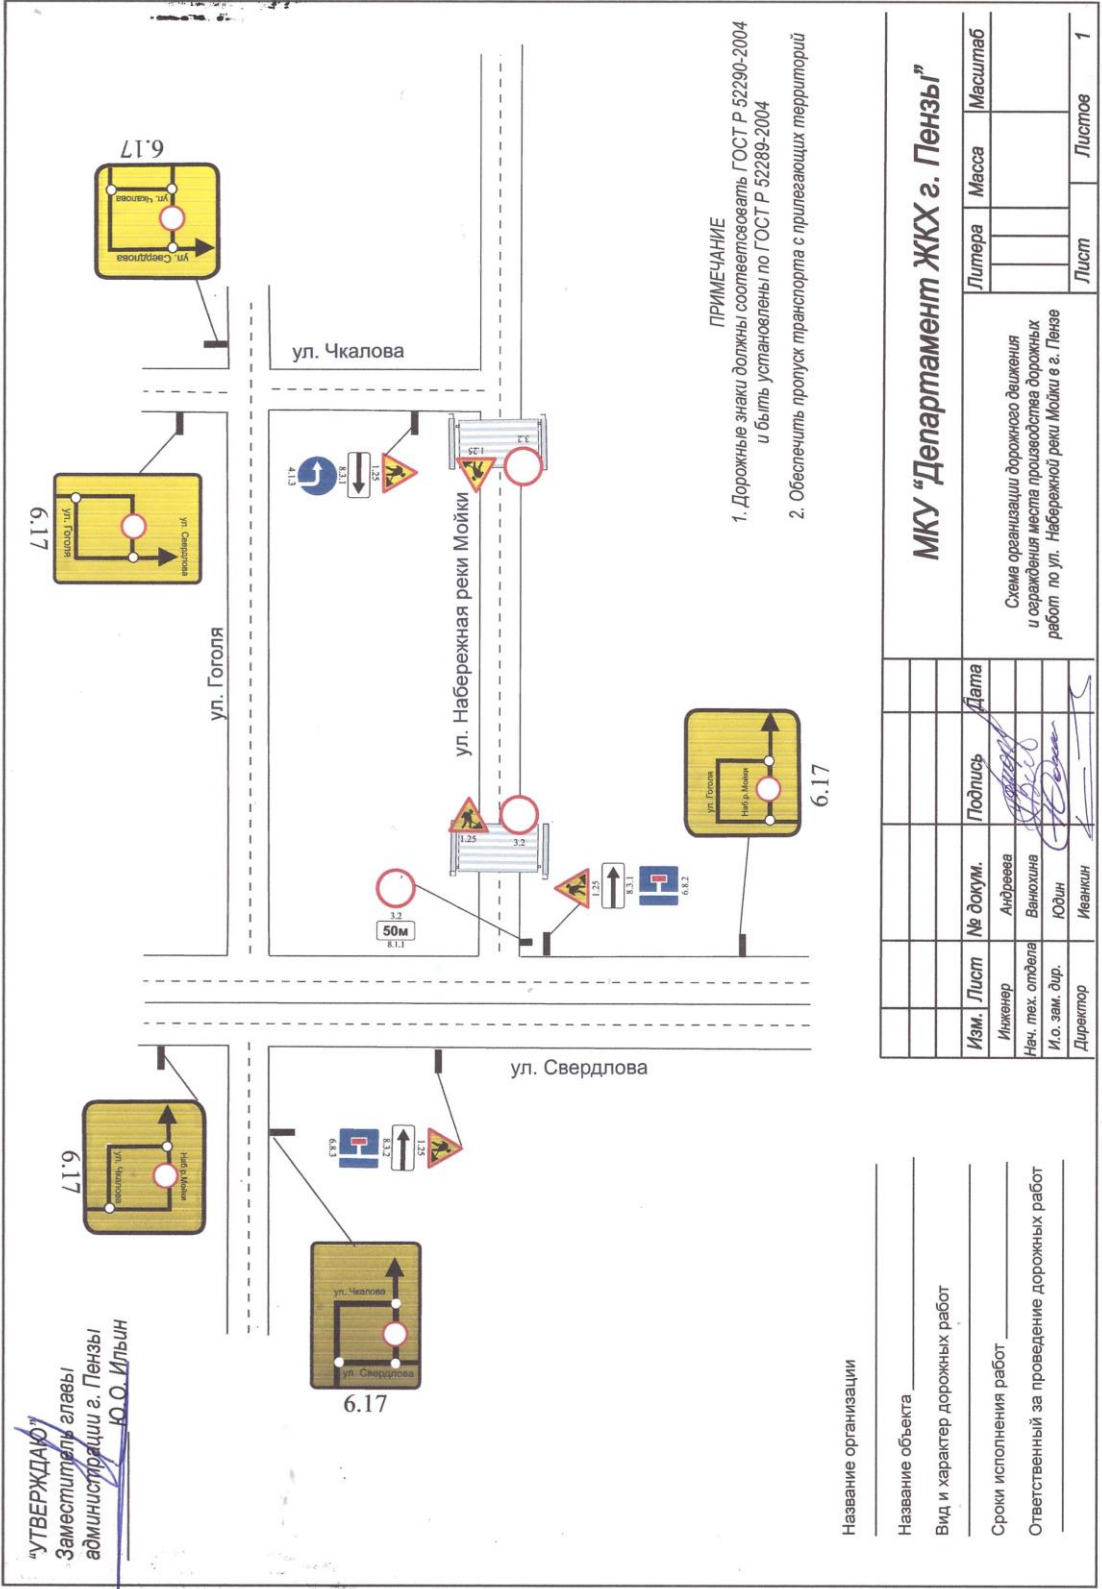 "УТВЕРЖДАЮ"
Заместитель главы
администрации г. Пензы
Ю.О. Ильин
6.17
ул. Чкалова
Наб.р.Мойки
6.17
ул. Чкалова
ул. Свердлова
6.17
ул. Гоголя
ул. Свердлова
6.17
ул. Чкалова
ул. Свердлова
6.17
ул. Гоголя
Наб.р.Мойки
ул. Гоголя
ул. Чкалова
ул. Набережная реки Мойки
ул. Свердлова
6.8.3
8.3.2
1.25
3.2
50м
8.1.1
1.25
3.2
1.25
8.3.1
6.8.2
4.1.3
8.3.1
1.25
1.25
3.2
ПРИМЕЧАНИЕ
1. Дорожные знаки должны соответсвовать ГОСТ Р 52290-2004
и быть установлены по ГОСТ Р 52289-2004
2. Обеспечить пропуск транспорта с прилегающих территорий
Название организации
Название объекта
Вид и характер дорожных работ
Сроки исполнения работ
Ответственный за проведение дорожных работ
МКУ "Департамент ЖКХ г. Пензы"
Изм. Лист № докум. Подпись Дата
Инженер Андреева
Нач. тех. отдела Ванюхина
И.о. зам. дир. Юдин
Директор Иванкин
Схема организации дорожного движения
и ограждения места производства дорожных
работ по ул. Набережной реки Мойки в г. Пензе
Литера Масса Масштаб
Лист Листов 1